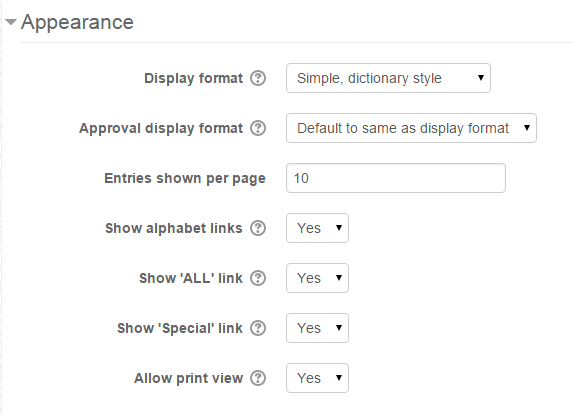 Appearance
Display format Simple, dictionary style
Approval display format Default to same as display format
Entries shown per page 10
Show alphabet links Yes
Show 'ALL' link Yes
Show 'Special' link Yes
Allow print view Yes